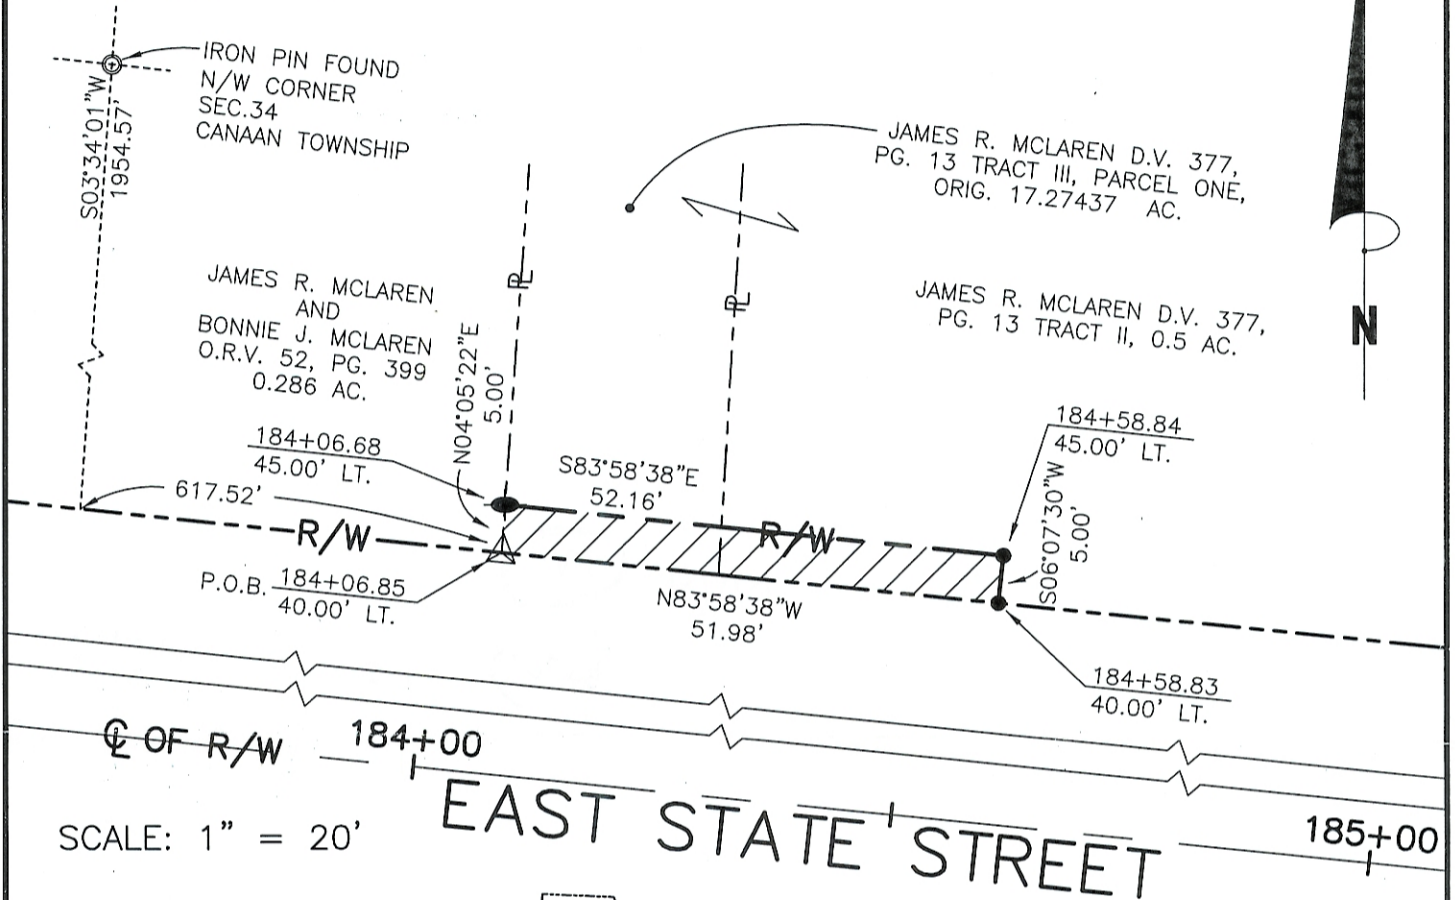 IRON PIN FOUND
N/W CORNER
SEC.34
CANAAN TOWNSHIP
S03°34'01"W
1954.57'
JAMES R. MCLAREN D.V. 377,
PG. 13 TRACT III, PARCEL ONE,
ORIG. 17.27437 AC.
JAMES R. MCLAREN
AND
BONNIE J. MCLAREN
O.R.V. 52, PG. 399
0.286 AC.
PL
PL
JAMES R. MCLAREN D.V. 377,
PG. 13 TRACT II, 0.5 AC.
N
N04°05'22"E
5.00'
184+06.68
45.00' LT.
617.52'
S83°58'38"E
52.16'
184+58.84
45.00' LT.
S06°07'30"W
5.00'
R/W
R/W
P.O.B. 184+06.85
40.00' LT.
N83°58'38"W
51.98'
184+58.83
40.00' LT.
CL OF R/W
184+00
EAST STATE STREET
185+00
SCALE: 1" = 20'